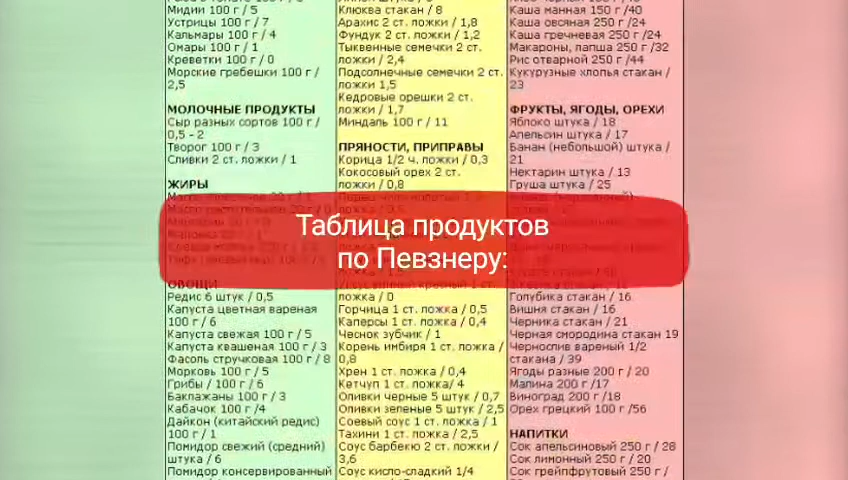 Мидии 100 г / 5
Устрицы 100 г / 7
Кальмары 100 г / 4
Омары 100 г / 1
Креветки 100 г / 0
Морские гребешки 100 г /
2,5
МОЛОЧНЫЕ ПРОДУКТЫ
Сыр разных сортов 100 г /
0,5 - 2
Творог 100 г / 3
Сливки 2 ст. ложки / 1
ЖИРЫ
ОВОЩИ
Редис 6 штук / 0,5
Капуста цветная вареная
100 г / 6
Капуста свежая 100 г / 5
Капуста квашеная 100 г / 3
Фасоль стручковая 100 г / 8
Морковь 100 г / 5
Грибы / 100 г / 6
Баклажаны 100 г / 3
Кабачок 100 г /4
Дайкон (китайский редис)
100 г / 1
Помидор свежий (средний)
штука / 6
Помидор консервированный
Клюква стакан / 8
Арахис 2 ст. ложки / 1,8
Фундук 2 ст. ложки / 1,2
Тыквенные семечки 2 ст.
ложки / 2,4
Подсолнечные семечки 2 ст.
ложки 1,5
Кедровые орешки 2 ст.
ложки / 1,7
Миндаль 100 г / 11
ПРЯНОСТИ, ПРИПРАВЫ
Корица 1/2 ч. ложки / 0,3
Кокосовый орех 2 ст.
ложки / 0,8
ложка / 0
Горчица 1 ст. ложка / 0,5
Каперсы 1 ст. ложка / 0,4
Чеснок зубчик / 1
Корень имбиря 1 ст. ложка /
0,8
Хрен 1 ст. ложка / 0,4
Кетчуп 1 ст. ложка/ 4
Оливки черные 5 штук / 0,7
Оливки зеленые 5 штук / 2,5
Соевый соус 1 ст. ложка / 1
Тахини 1 ст. ложка / 2,5
Соус барбекю 2 ст. ложки /
3,6
Соус кисло-сладкий 1/4
Каша манная 150 г /40
Каша овсяная 250 г /24
Каша гречневая 250 г /24
Макароны, лапша 250 г /32
Рис отварной 250 г /44
Кукурузные хлопья стакан /
23
ФРУКТЫ, ЯГОДЫ, ОРЕХИ
Яблоко штука / 18
Апельсин штука / 17
Банан (небольшой) штука /
21
Нектарин штука / 13
Груша штука / 25
Таблица продуктов
по Певзнеру:
Голубика стакан / 16
Вишня стакан / 16
Черника стакан / 21
Черная смородина стакан 19
Чернослив вареный 1/2
стакана / 39
Ягоды разные 200 г / 20
Малина 200 г /17
Виноград 200 г /18
Орех грецкий 100 г /56
НАПИТКИ
Сок апельсиновый 250 г / 28
Сок лимонный 250 г / 20
Сок грейпфрутовый 250 г /